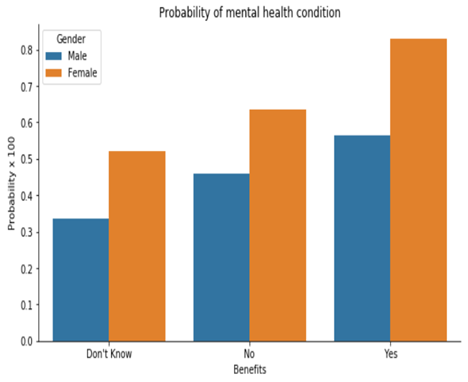 Probability of mental health condition
Gender
Male
Female
Probability x 100
0.8
0.7
0.6
0.5
0.4
0.3
0.2
0.1
0.0
Don't Know No Yes
Benefits